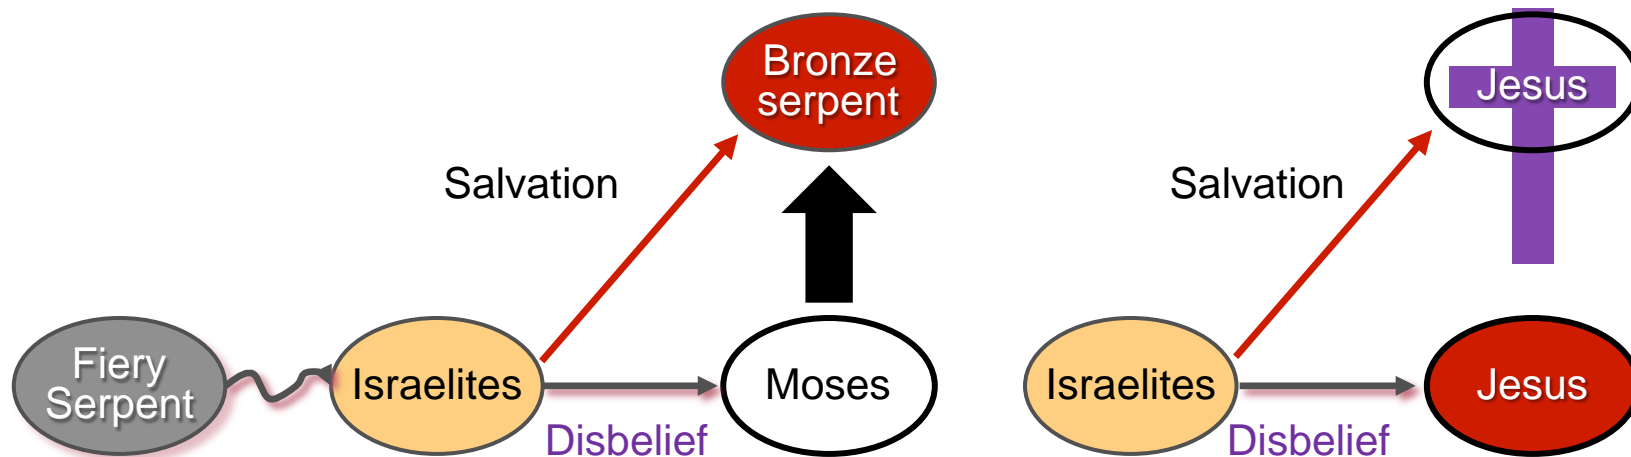 Bronze
serpent
Salvation
Fiery
Serpent
Israelites
Moses
Disbelief
Jesus
Salvation
Israelites
Jesus
Disbelief